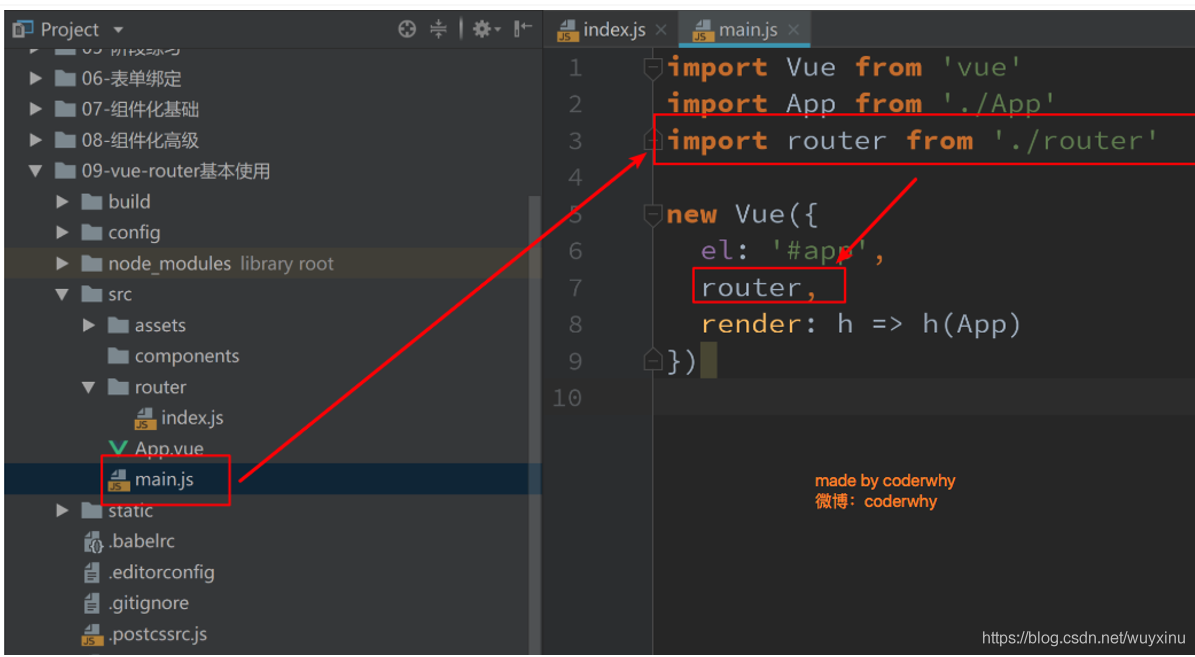 Project
05-阶段练习
06-表单绑定
07-组件化基础
08-组件化高级
09-vue-router基本使用
build
config
node_modules library root
src
assets
components
router
index.js
App.vue
main.js
static
.babelrc
.editorconfig
.gitignore
.postcssrc.js
index.js
main.js
1 import Vue from 'vue'
2 import App from './App'
3 import router from './router'
4
5 new Vue({
6 el: '#app',
7 router,
8 render: h => h(App)
9 })
10
made by coderwhy
微博：coderwhy
https://blog.csdn.net/wuyxinu